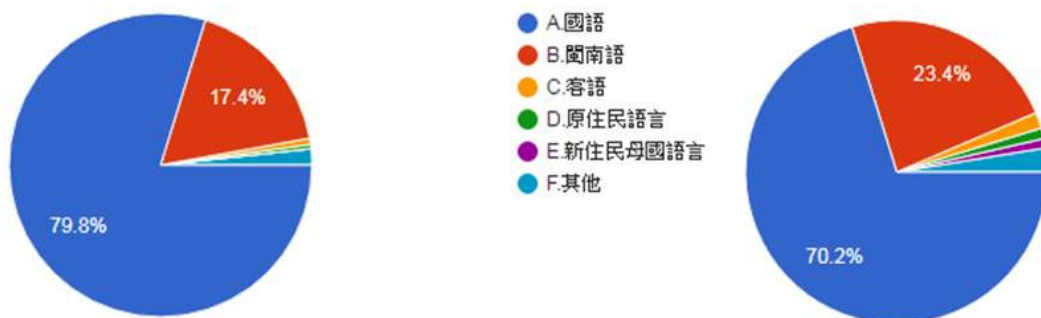 17.4%
79.8%
A.國語
B.閩南語
C.客語
D.原住民語言
E.新住民母國語言
F.其他
23.4%
70.2%